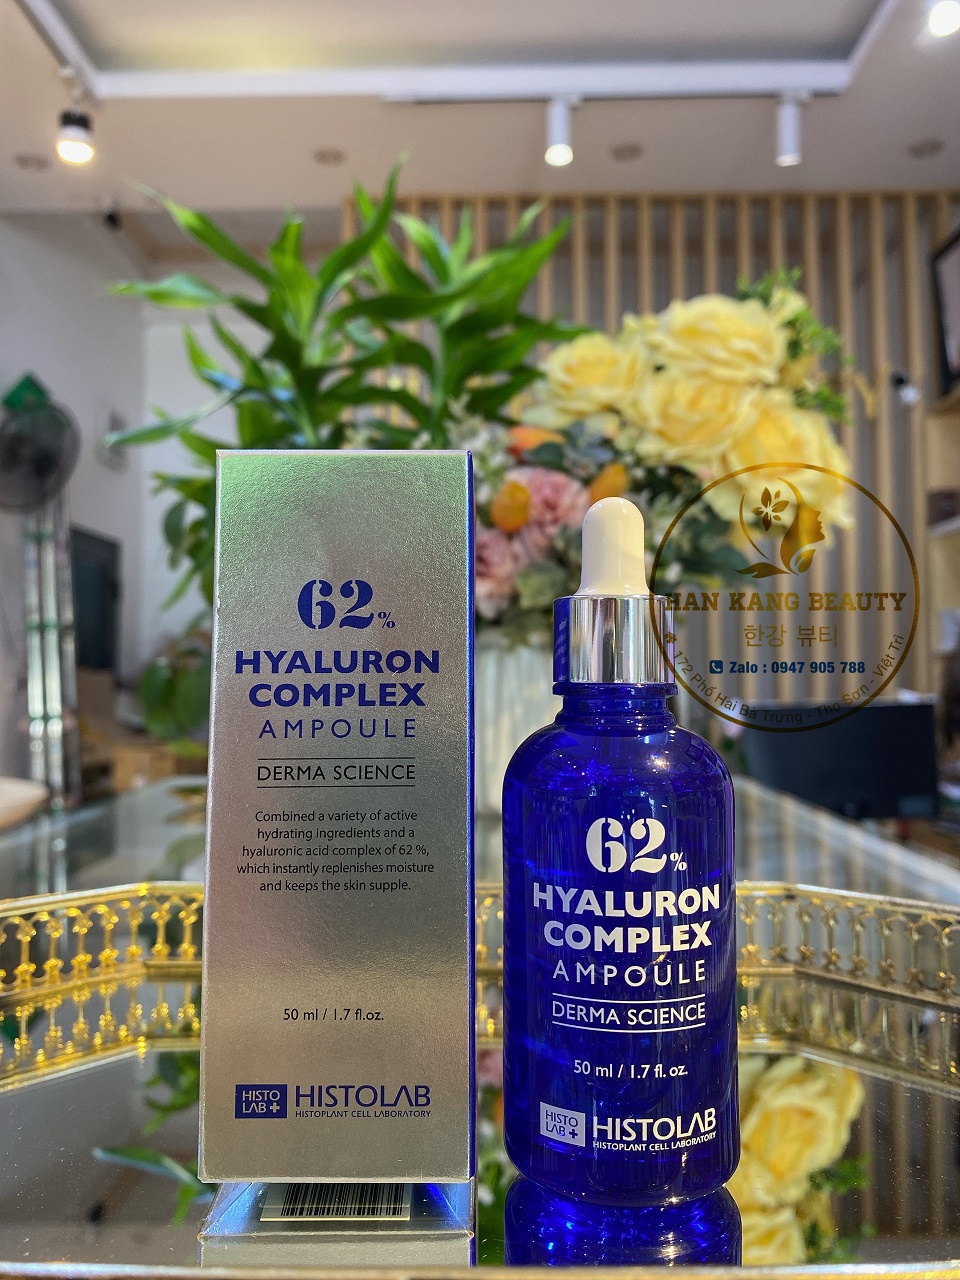 62%
HYALURON
COMPLEX
AMPOULE
DERMA SCIENCE
Combined a variety of active
hydrating ingredients and a
hyaluronic acid complex of 62 %,
which instantly replenishes moisture
and keeps the skin supple.
50 ml / 1.7 fl.oz.
HISTO
LAB+
HISTOLAB
HISTOPLANT CELL LABORATORY
62%
HYALURON
COMPLEX
AMPOULE
DERMA SCIENCE
50 ml / 1.7 fl. oz.
HISTO
LAB+
HISTOLAB
HISTOPLANT CELL LABORATORY
HAN KANG BEAUTY
한강 뷰티
Zalo : 0947 905 788
172 Phố Hai Bà Trưng - Thọ Sơn - Việt Trì